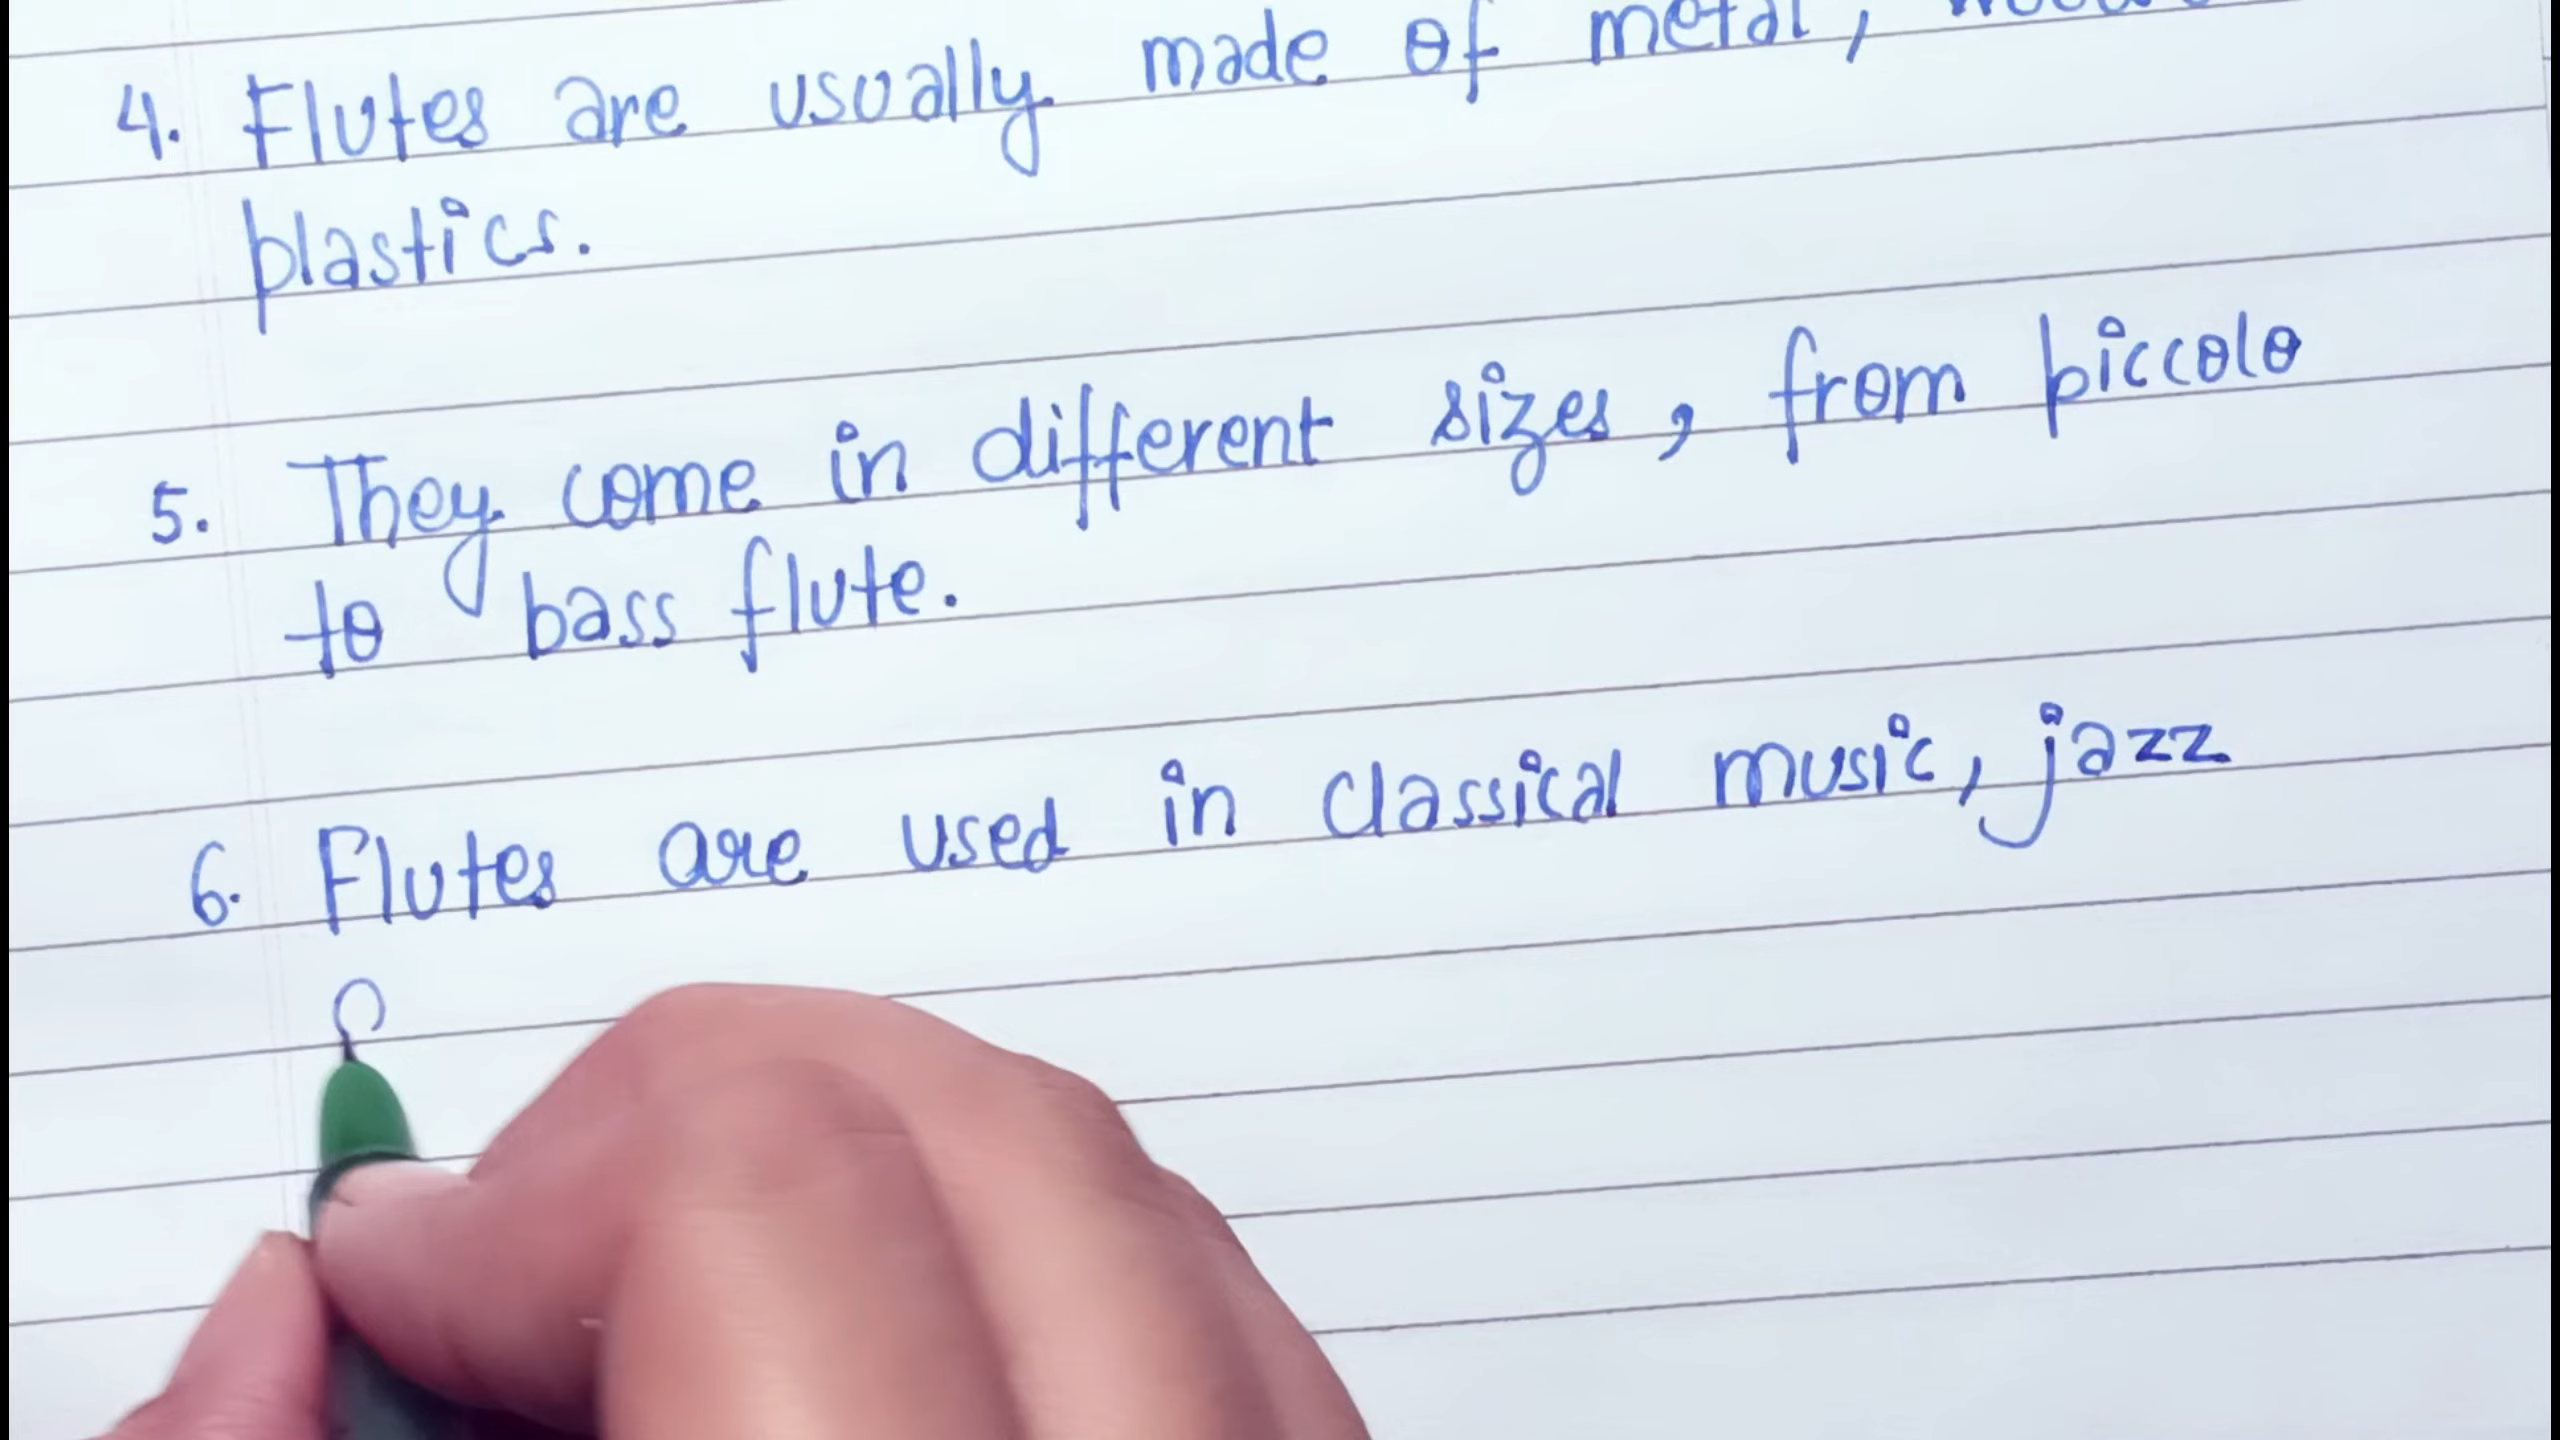 4. Flutes are usually made of metal,
plastics.
5. They come in different sizes, from piccolo
to bass flute.
6. Flutes are used in classical music, jazz